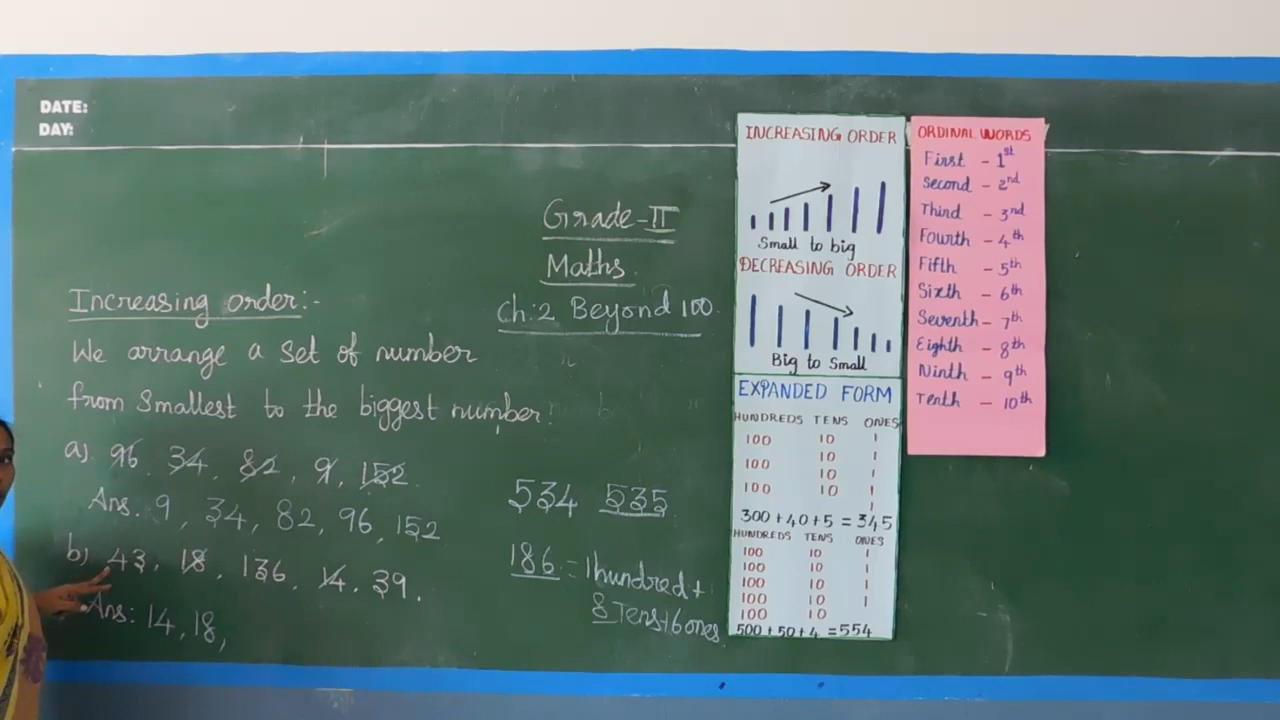 DATE:
DAY:
Grade-II
Maths.
Ch:2 Beyond 100.
Increasing order:-
We arrange a set of number
from smallest to the biggest number.
a). 96, 34, 82, 9, 152.
Ans. 9, 34, 82, 96, 152
b) 43, 18, 136, 14, 39.
Ans: 14, 18,
534 535
186 = 1hundred+
8 Tens+6ones.
INCREASING ORDER
Small to big
DECREASING ORDER
Big to Small
EXPANDED FORM
HUNDREDS TENS ONES
100 10 1
10 1
100 10 1
100 10 1
1
300+40+5=345
HUNDREDS TENS ONES
100 10 1
100 10 1
100 10 1
100 10 1
100 10
500+50+4=554
ORDINAL WORDS
First - 1st
Second - 2nd
Third - 3rd
Fourth - 4th
Fifth - 5th
Sixth - 6th
Seventh - 7th
Eighth - 8th
Ninth - 9th
Tenth - 10th